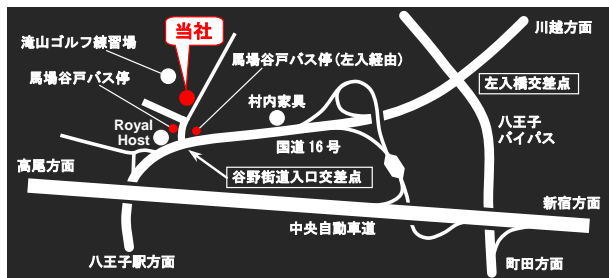 当社
川越方面
滝山ゴルフ練習場
馬場谷戸バス停(左入経由)
馬場谷戸バス停
左入橋交差点
村内家具
八王子
バイパス
Royal
Host
国道16号
高尾方面
谷野街道入口交差点
新宿方面
中央自動車道
八王子駅方面
町田方面